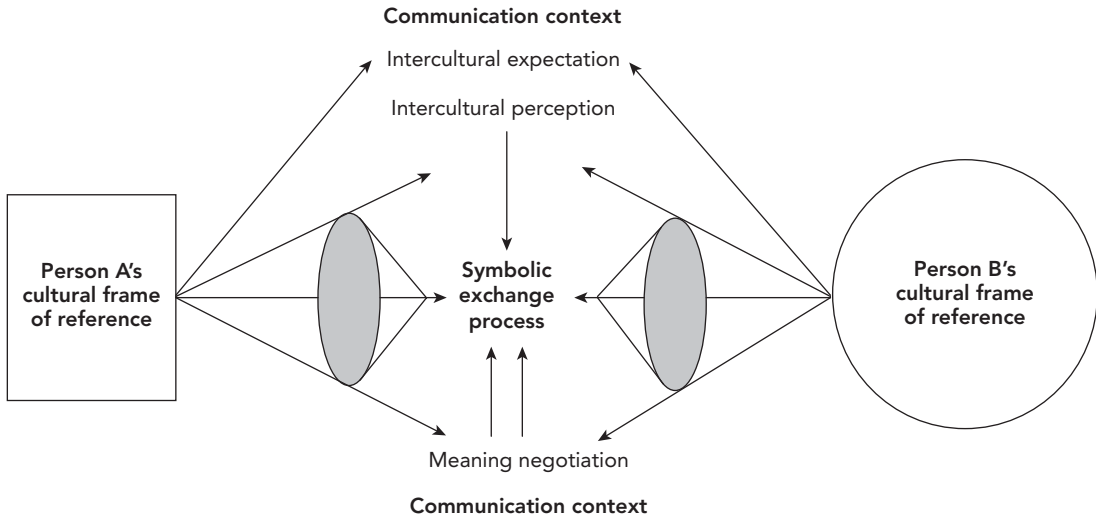 Communication context
Intercultural expectation
Intercultural perception
Person A’s
cultural frame
of reference
Symbolic
exchange
process
Person B’s
cultural frame
of reference
Meaning negotiation
Communication context